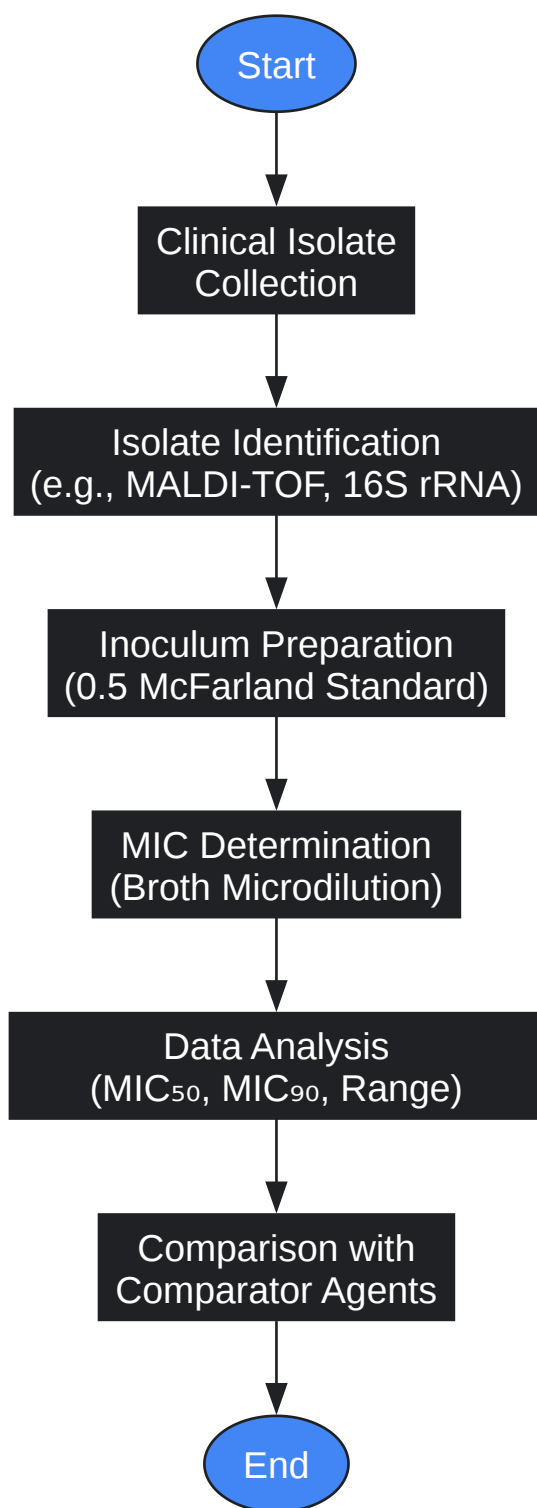 Start
Clinical Isolate
Collection
Isolate Identification
(e.g., MALDI-TOF, 16S rRNA)
Inoculum Preparation
(0.5 McFarland Standard)
MIC Determination
(Broth Microdilution)
Data Analysis
(MIC₅₀, MIC₉₀, Range)
Comparison with
Comparator Agents
End